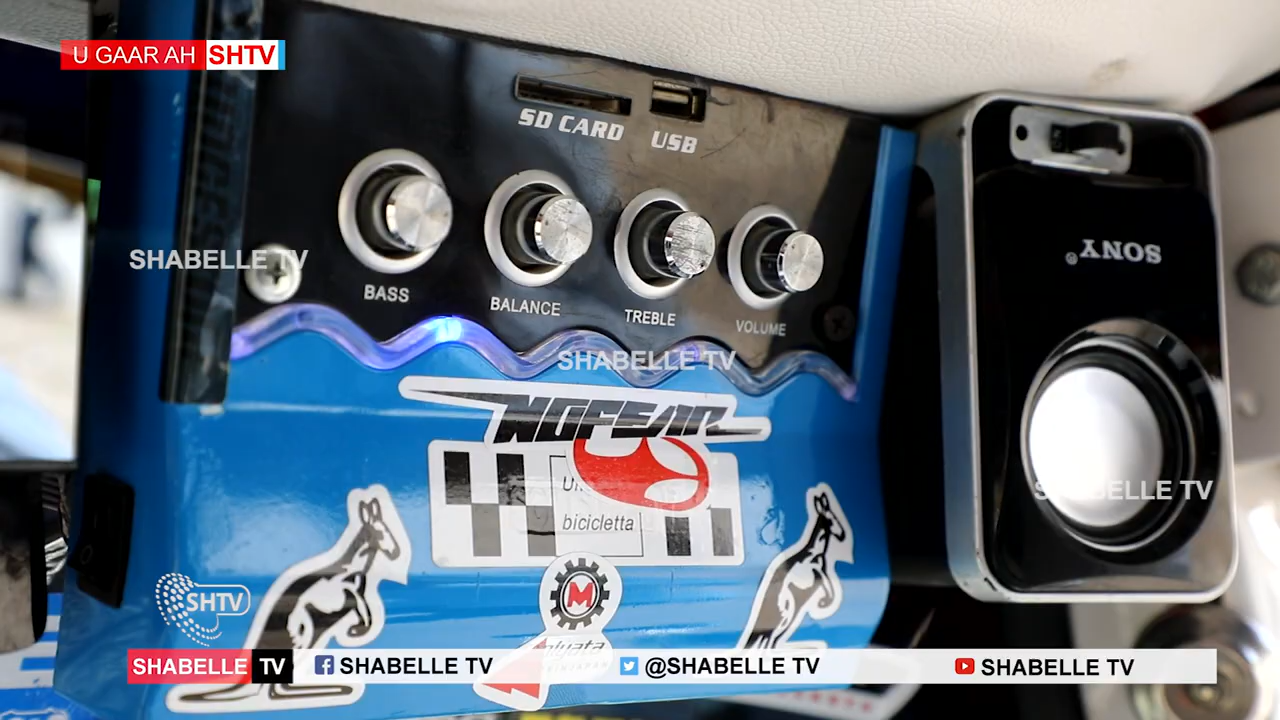 U GAAR AH SHTV
SD CARD USB
SHABELLE TV
BASS BALANCE TREBLE VOLUME
SONY®
SHABELLE TV
NOFEAR
bicicletta
SHABELLE TV
M
SHTV
SHABELLE TV SHABELLE TV @SHABELLE TV SHABELLE TV